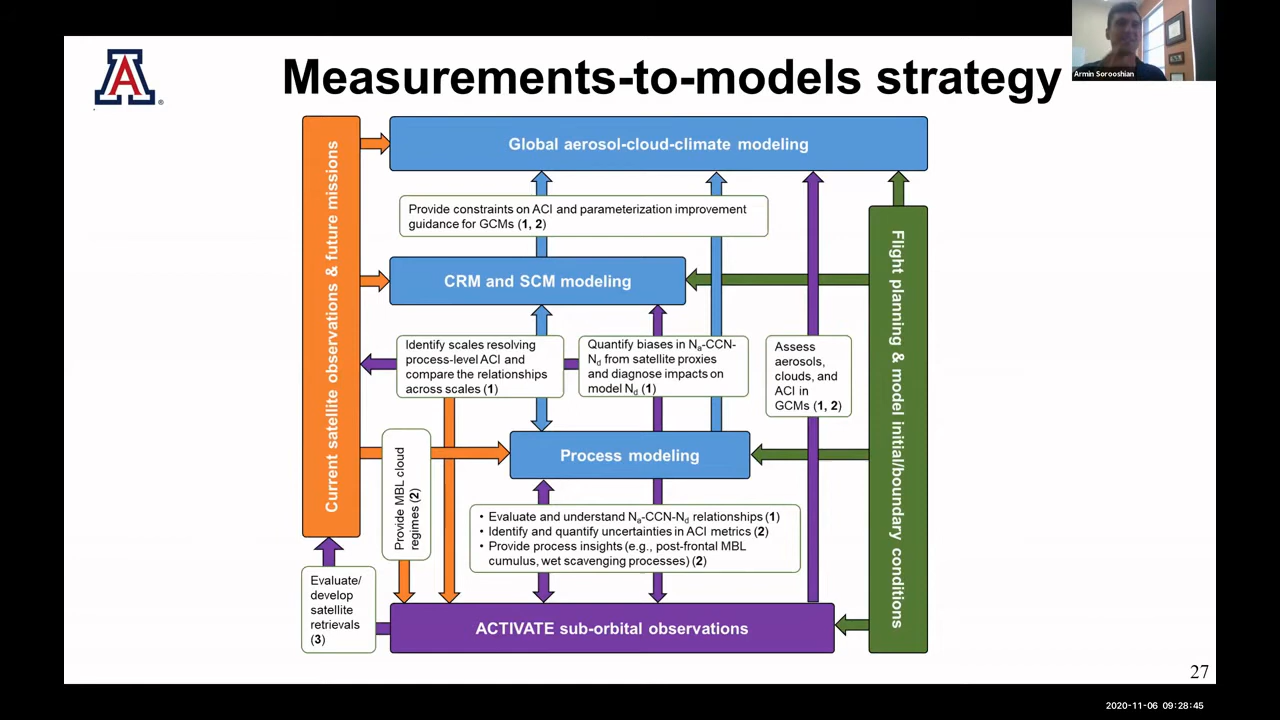 Measurements-to-models strategy
A
®
Armin Sorooshian
Global aerosol-cloud-climate modeling
Current satellite observations & future missions
Provide constraints on ACI and parameterization improvement
guidance for GCMs (1, 2)
Flight planning & model initial/boundary conditions
CRM and SCM modeling
Identify scales resolving
process-level ACI and
compare the relationships
across scales (1)
Quantify biases in Na-CCN-
Nd from satellite proxies
and diagnose impacts on
model Nd (1)
Assess
aerosols,
clouds, and
ACI in
GCMs (1, 2)
Process modeling
Provide MBL cloud
regimes (2)
• Evaluate and understand Na-CCN-Nd relationships (1)
• Identify and quantify uncertainties in ACI metrics (2)
• Provide process insights (e.g., post-frontal MBL
cumulus, wet scavenging processes) (2)
Evaluate/
develop
satellite
retrievals
(3)
ACTIVATE sub-orbital observations
27
2020-11-06 09:28:45